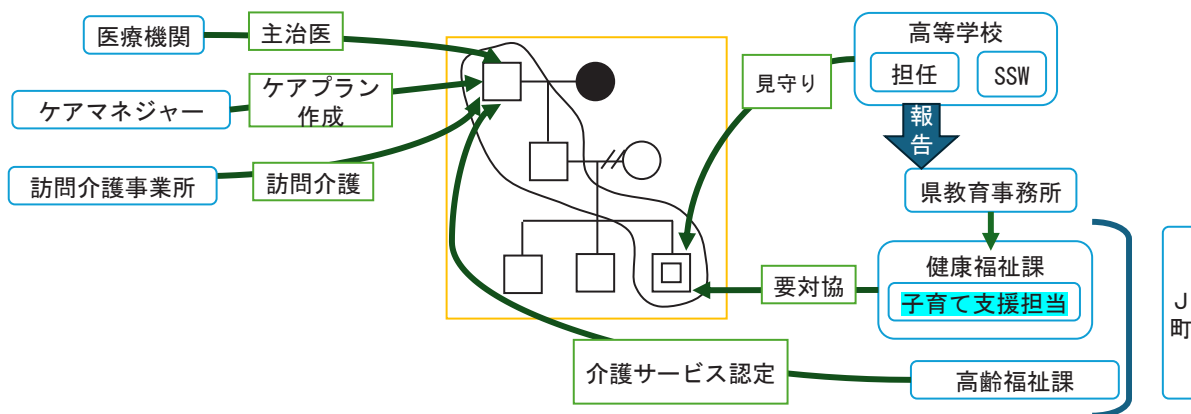 医療機関
主治医
ケアマネジャー
ケアプラン
作成
訪問介護事業所
訪問介護
見守り
高等学校
担任
SSW
報
告
県教育事務所
健康福祉課
子育て支援担当
要対協
介護サービス認定
高齢福祉課
J
町